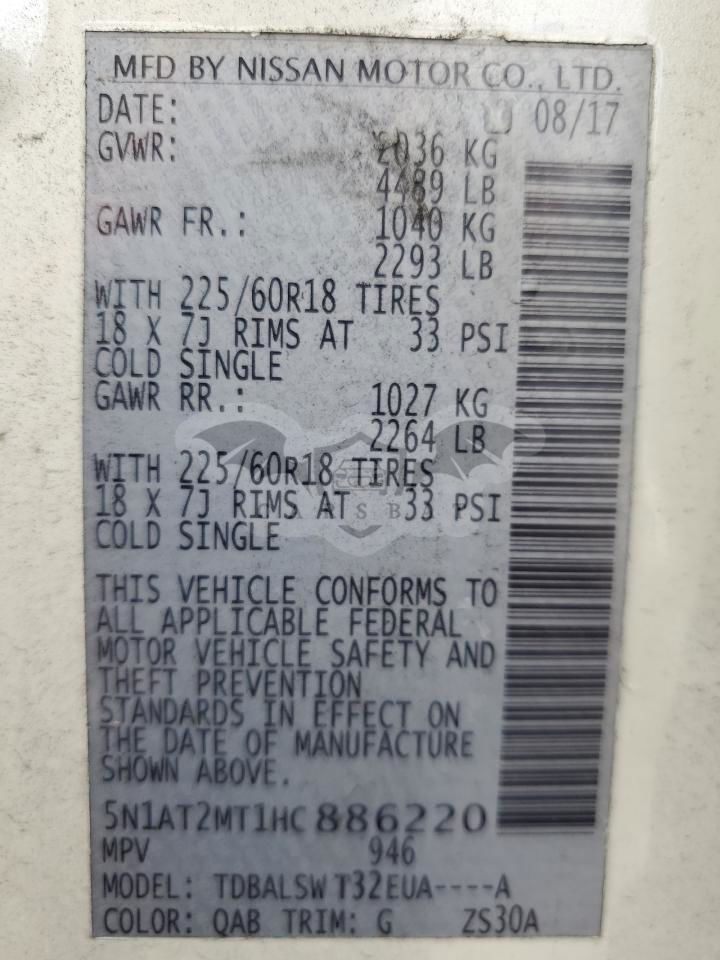 MFD BY NISSAN MOTOR CO., LTD.
DATE: 08/17
GVWR: 2036 KG
4489 LB
GAWR FR.: 1040 KG
2293 LB
WITH 225/60R18 TIRES
18 X 7J RIMS AT 33 PSI
COLD SINGLE
GAWR RR.: 1027 KG
2264 LB
WITH 225/60R18 TIRES
18 X 7J RIMS AT 33 PSI
COLD SINGLE
THIS VEHICLE CONFORMS TO
ALL APPLICABLE FEDERAL
MOTOR VEHICLE SAFETY AND
THEFT PREVENTION
STANDARDS IN EFFECT ON
THE DATE OF MANUFACTURE
SHOWN ABOVE.
5N1AT2MT1HC886220
MPV 946
MODEL: TDBALSW T32EUA----A
COLOR: QAB TRIM: G ZS30A